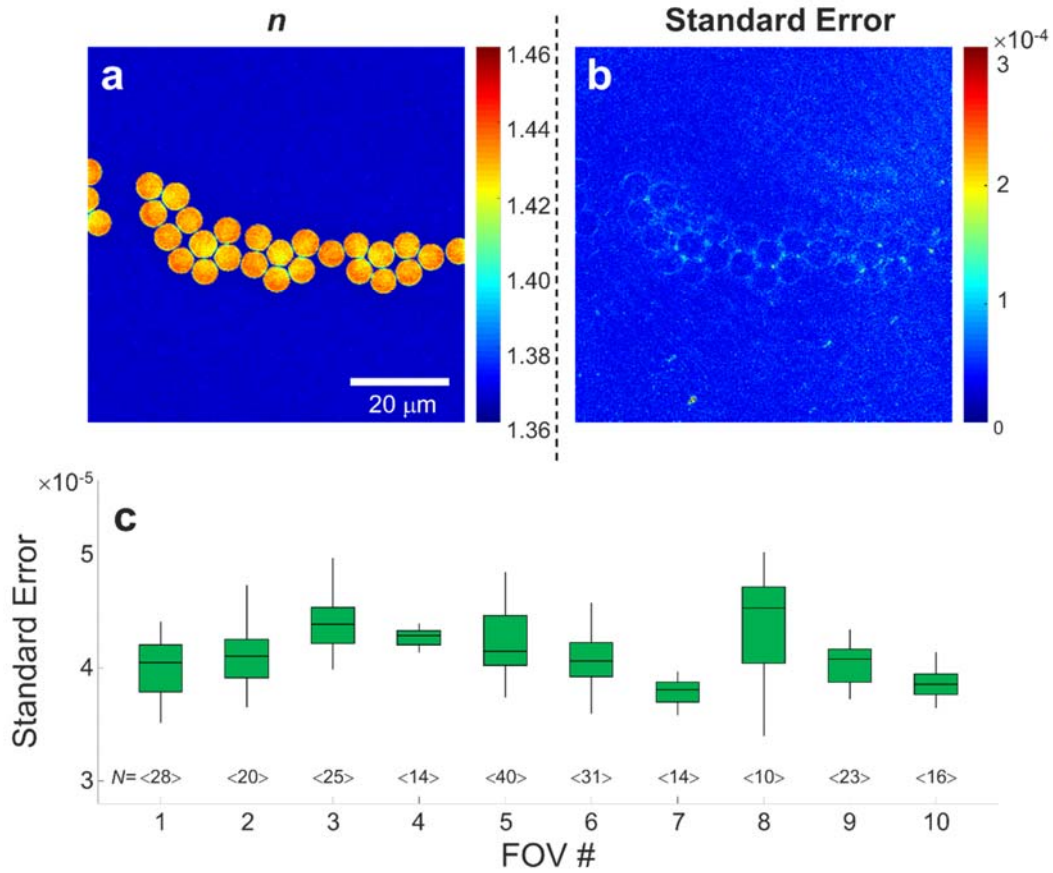 n
Standard Error
×10-4
a
b
1.46
1.44
1.42
1.40
1.38
1.36
20 μm
3
2
1
0
×10-5
c
Standard Error
5
4
3
N= <28> <20> <25> <14> <40> <31> <14> <10> <23> <16>
1 2 3 4 5 6 7 8 9 10
FOV #